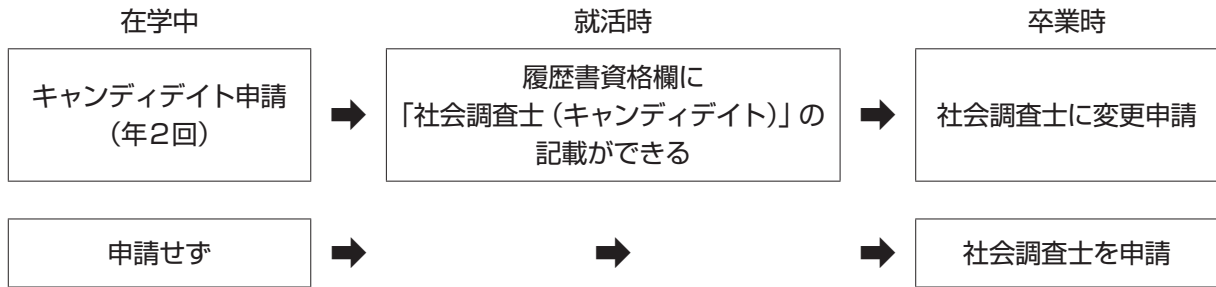 在学中
就活時
卒業時
キャンディデイト申請
(年2回)
履歴書資格欄に
「社会調査士(キャンディデイト)」の
記載ができる
社会調査士に変更申請
申請せず
社会調査士を申請